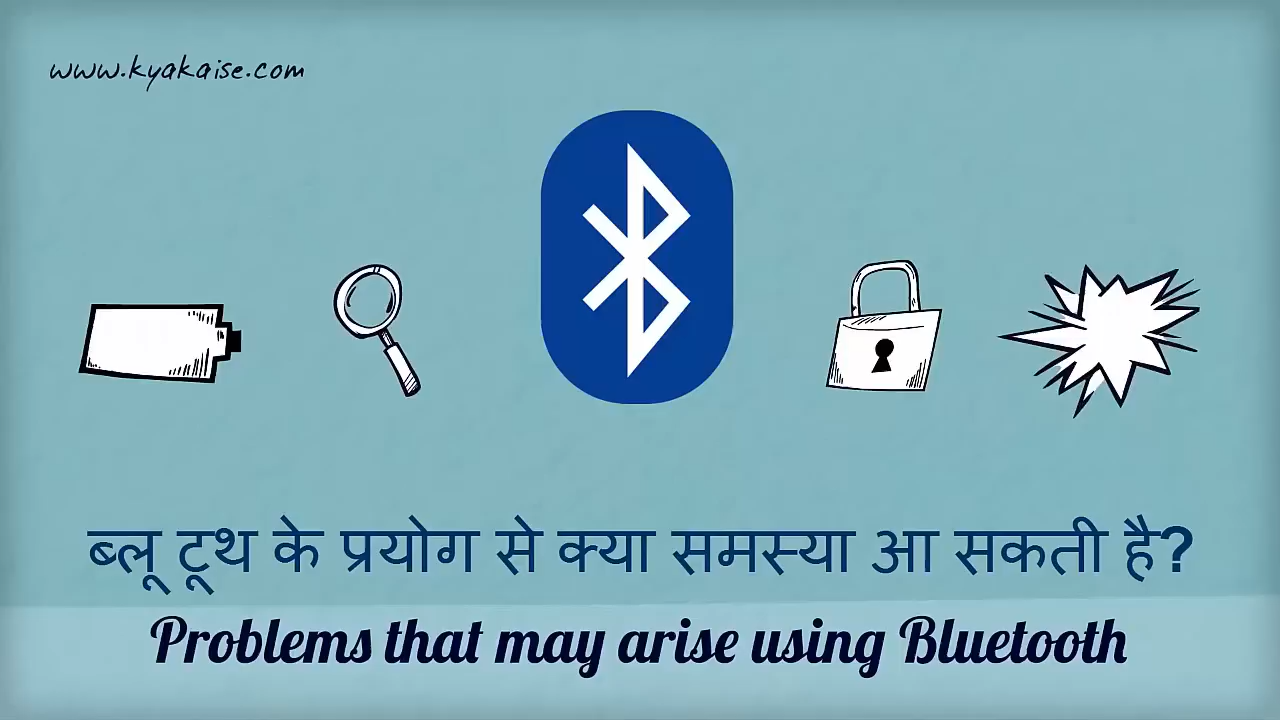 www.kyakaise.com
ब्लू टूथ के प्रयोग से क्या समस्या आ सकती है?
Problems that may arise using Bluetooth